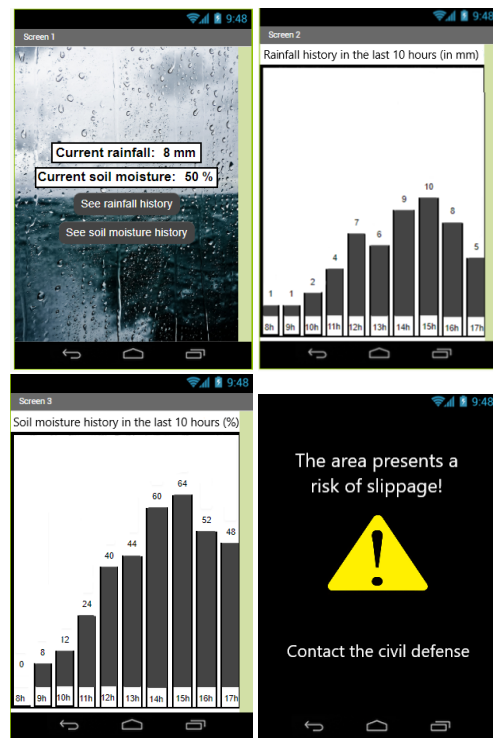 9:48
Screen 1
Current rainfall: 8 mm
Current soil moisture: 50 %
See rainfall history
See soil moisture history
9:48
Screen 2
Rainfall history in the last 10 hours (in mm)
1 1 2 4 7 6 9 10 8 5
8h 9h 10h 11h 12h 13h 14h 15h 16h 17h
9:48
Screen 3
Soil moisture history in the last 10 hours (%)
0 8 12 24 40 44 60 64 52 48
8h 9h 10h 11h 12h 13h 14h 15h 16h 17h
9:48
The area presents a
risk of slippage!
!
Contact the civil defense